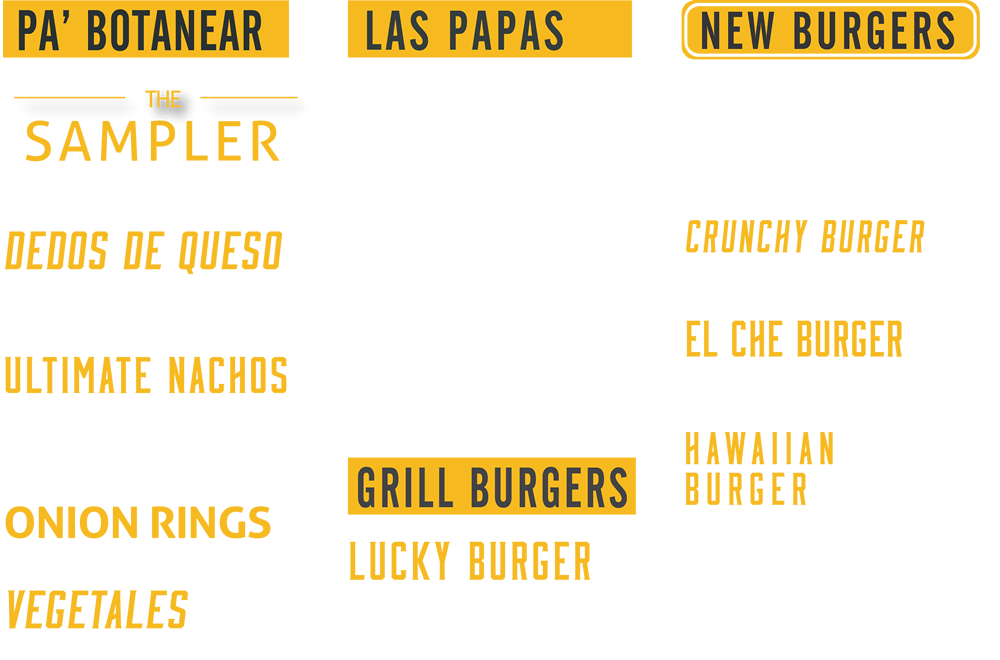 PA' BOTANEAR
THE
SAMPLER
DEDOS DE QUESO
ULTIMATE NACHOS
ONION RINGS
VEGETALES
LAS PAPAS
GRILL BURGERS
LUCKY BURGER
NEW BURGERS
CRUNCHY BURGER
EL CHE BURGER
HAWAIIAN
BURGER